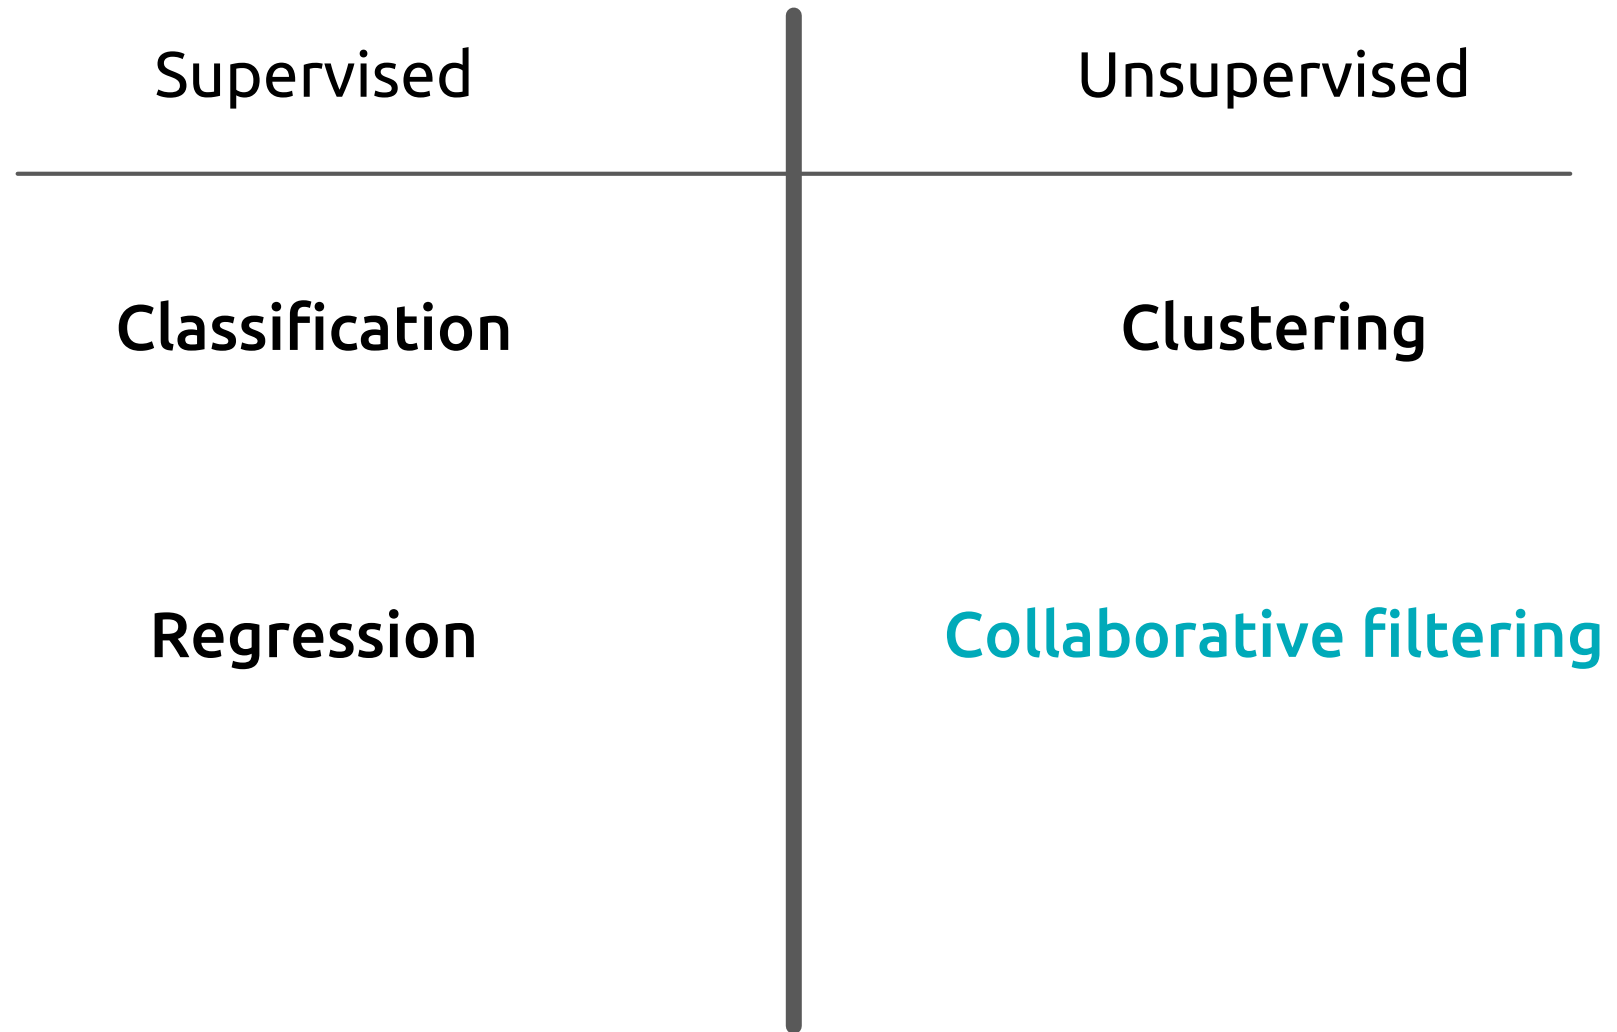 Supervised
Unsupervised
Classification
Clustering
Regression
Collaborative filtering